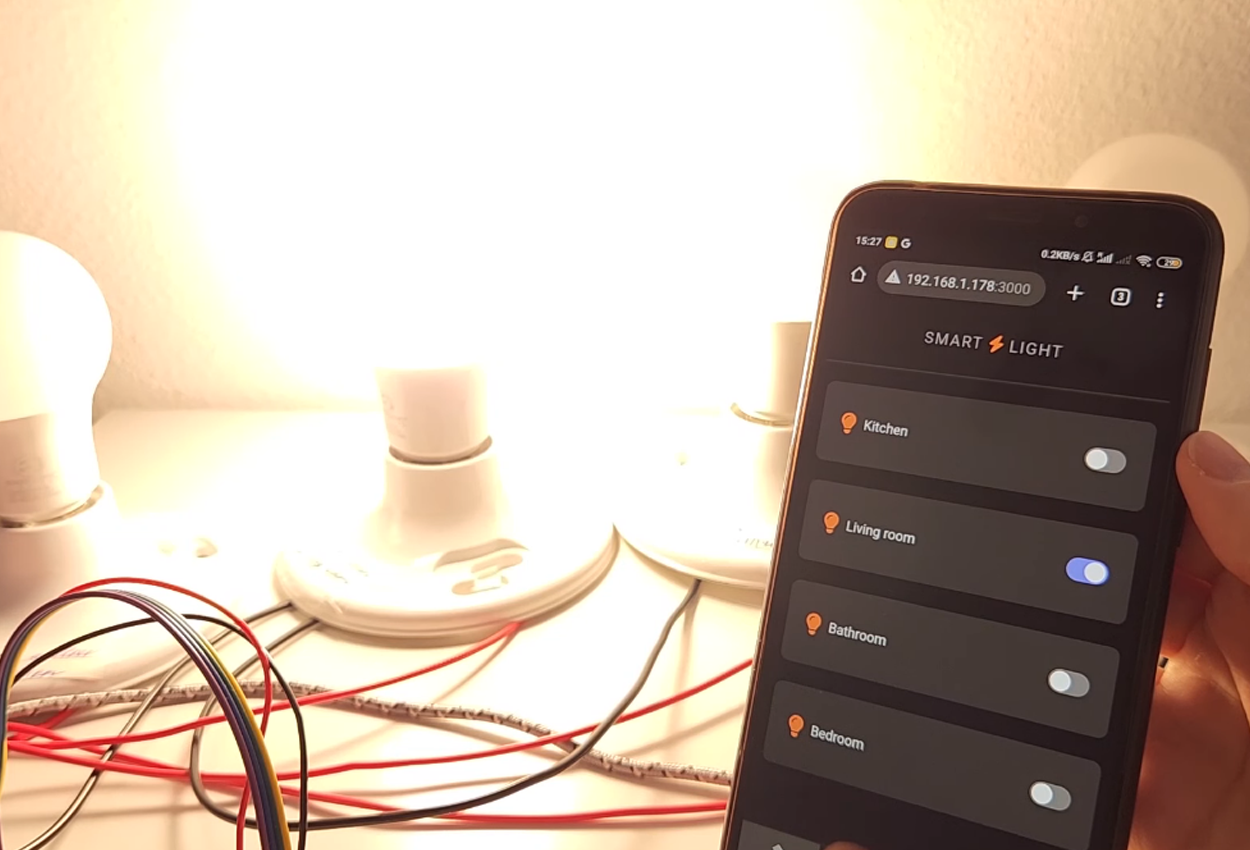 15:27 G 0.2KB/s
192.168.1.178:3000 3
SMART LIGHT
Kitchen
Living room
Bathroom
Bedroom